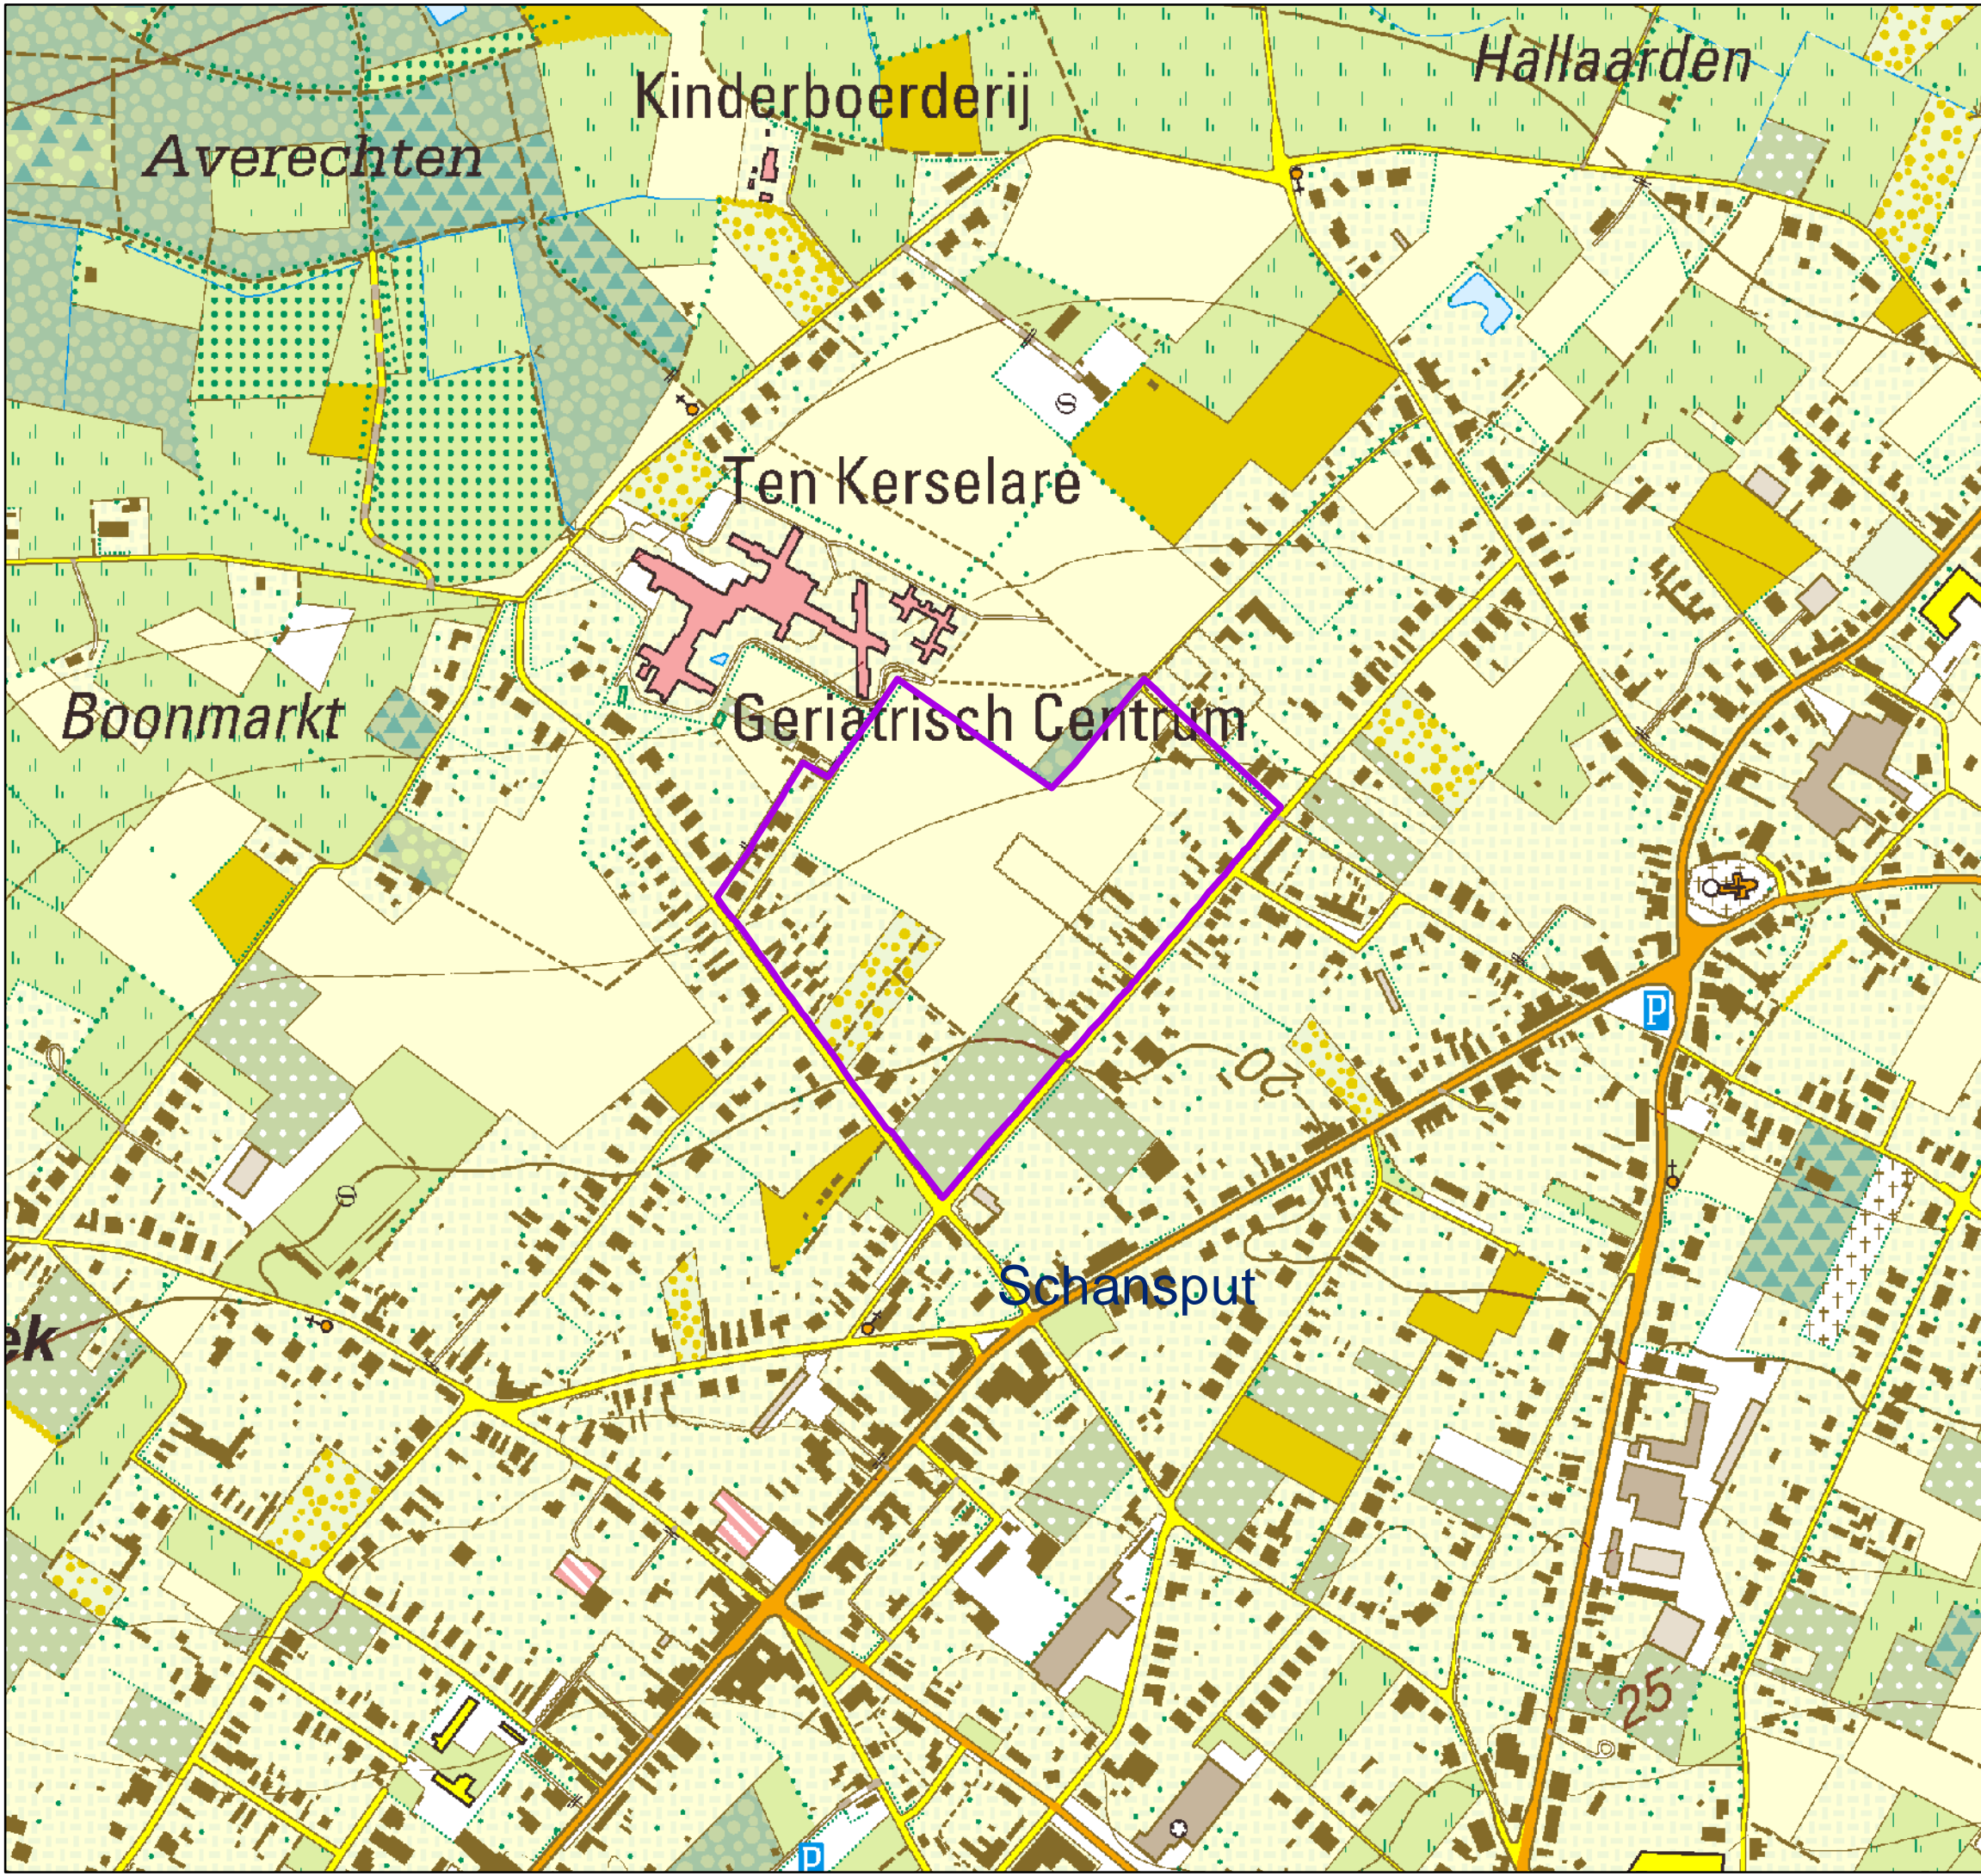 Hallaarden
Kinderboerderij
Averechten
Ten Kerselare
Boonmarkt
Geriatrisch Centrum
P
20
Schansput
ek
25
P